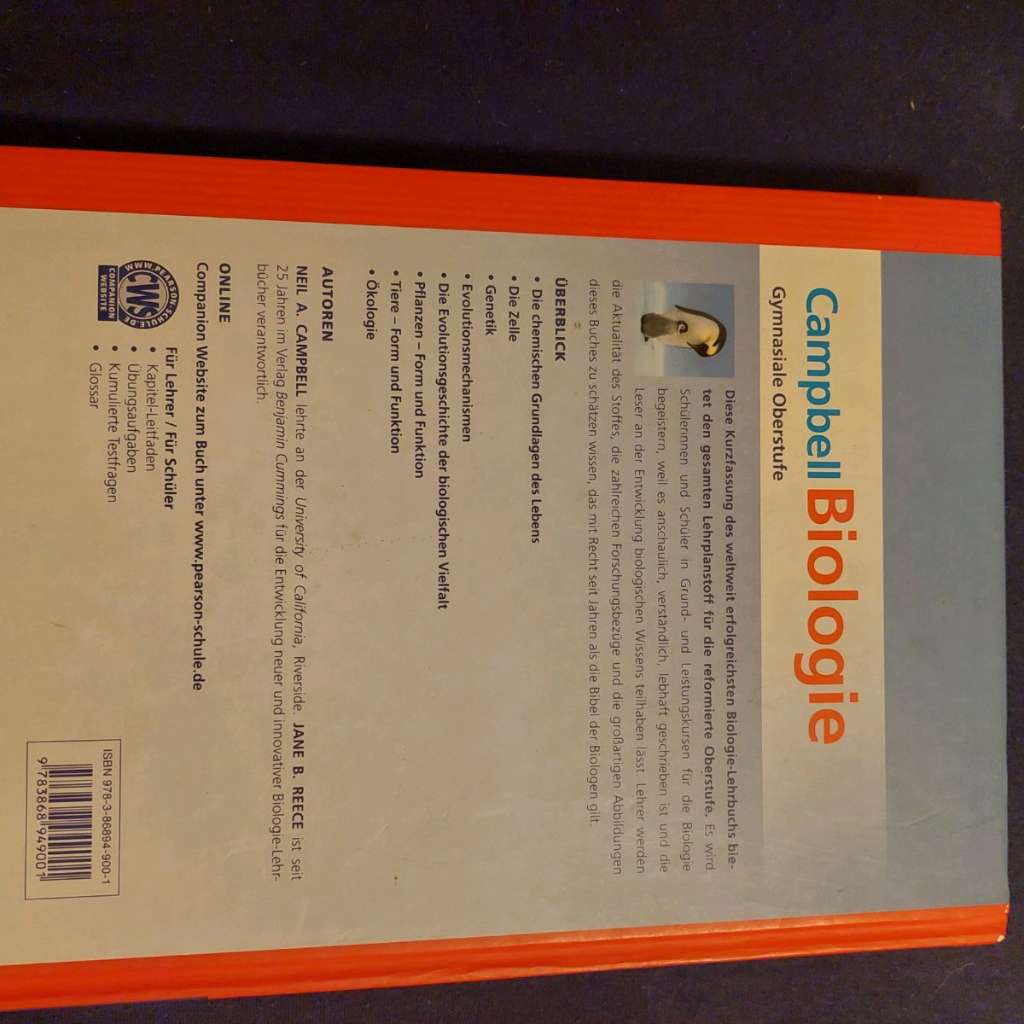 Campbell Biologie
Gymnasiale Oberstufe
Diese Kurzfassung des weltweit erfolgreichsten Biologie-Lehrbuchs bie-
tet den gesamten Lehrplanstoff für die reformierte Oberstufe. Es wird
Schülerinnen und Schüler in Grund- und Leistungskursen für die Biologie
begeistern, weil es anschaulich, verständlich, lebhaft geschrieben ist und die
Leser an der Entwicklung biologischen Wissens teilhaben lässt. Lehrer werden
die Aktualität des Stoffes, die zahlreichen Forschungsbezüge und die großartigen Abbildungen
dieses Buches zu schätzen wissen, das mit Recht seit Jahren als die Bibel der Biologen gilt.
ÜBERBLICK
• Die chemischen Grundlagen des Lebens
• Die Zelle
• Genetik
• Evolutionsmechanismen
• Die Evolutionsgeschichte der biologischen Vielfalt
• Pflanzen – Form und Funktion
• Tiere – Form und Funktion
• Ökologie
AUTOREN
NEIL A. CAMPBELL lehrte an der University of California, Riverside. JANE B. REECE ist seit
25 Jahren im Verlag Benjamin Cummings für die Entwicklung neuer und innovativer Biologie-Lehr-
bücher verantwortlich.
ONLINE
Companion Website zum Buch unter www.pearson-schule.de
WWW.PEARSON-SCHULE.DE
CWS
COMPANION
WEBSITE
Für Lehrer / Für Schüler
• Kapitel-Leitfaden
• Übungsaufgaben
• Kumulierte Testfragen
• Glossar
ISBN 978-3-86894-900-1
9783868949001